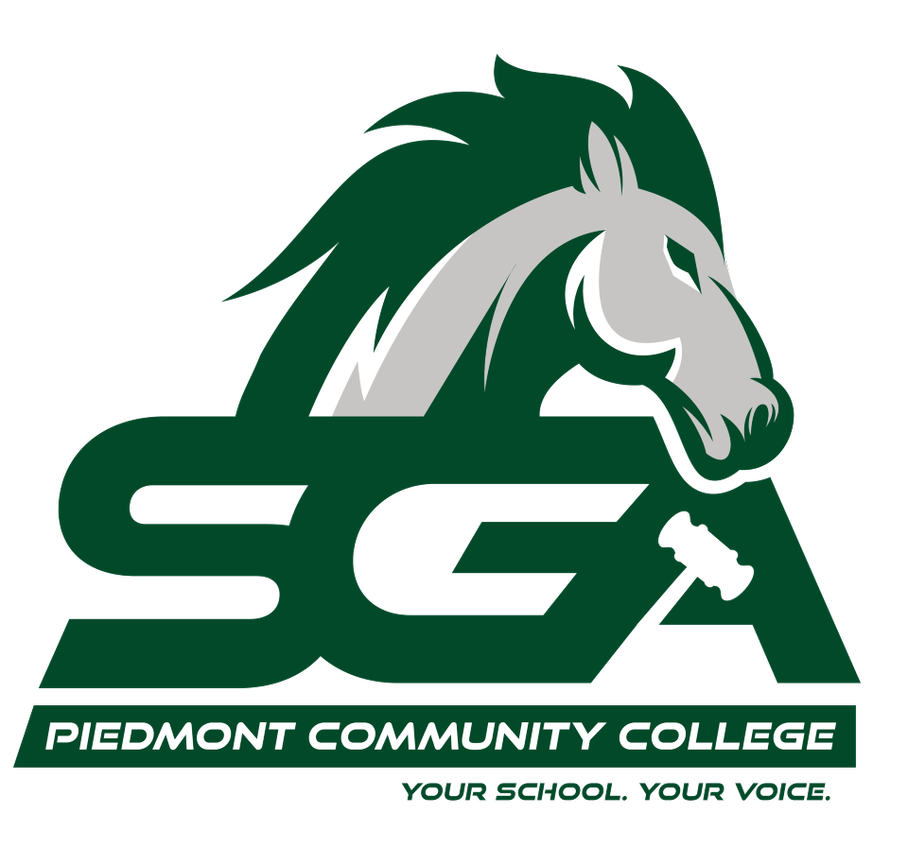 SGA
PIEDMONT COMMUNITY COLLEGE
YOUR SCHOOL. YOUR VOICE.